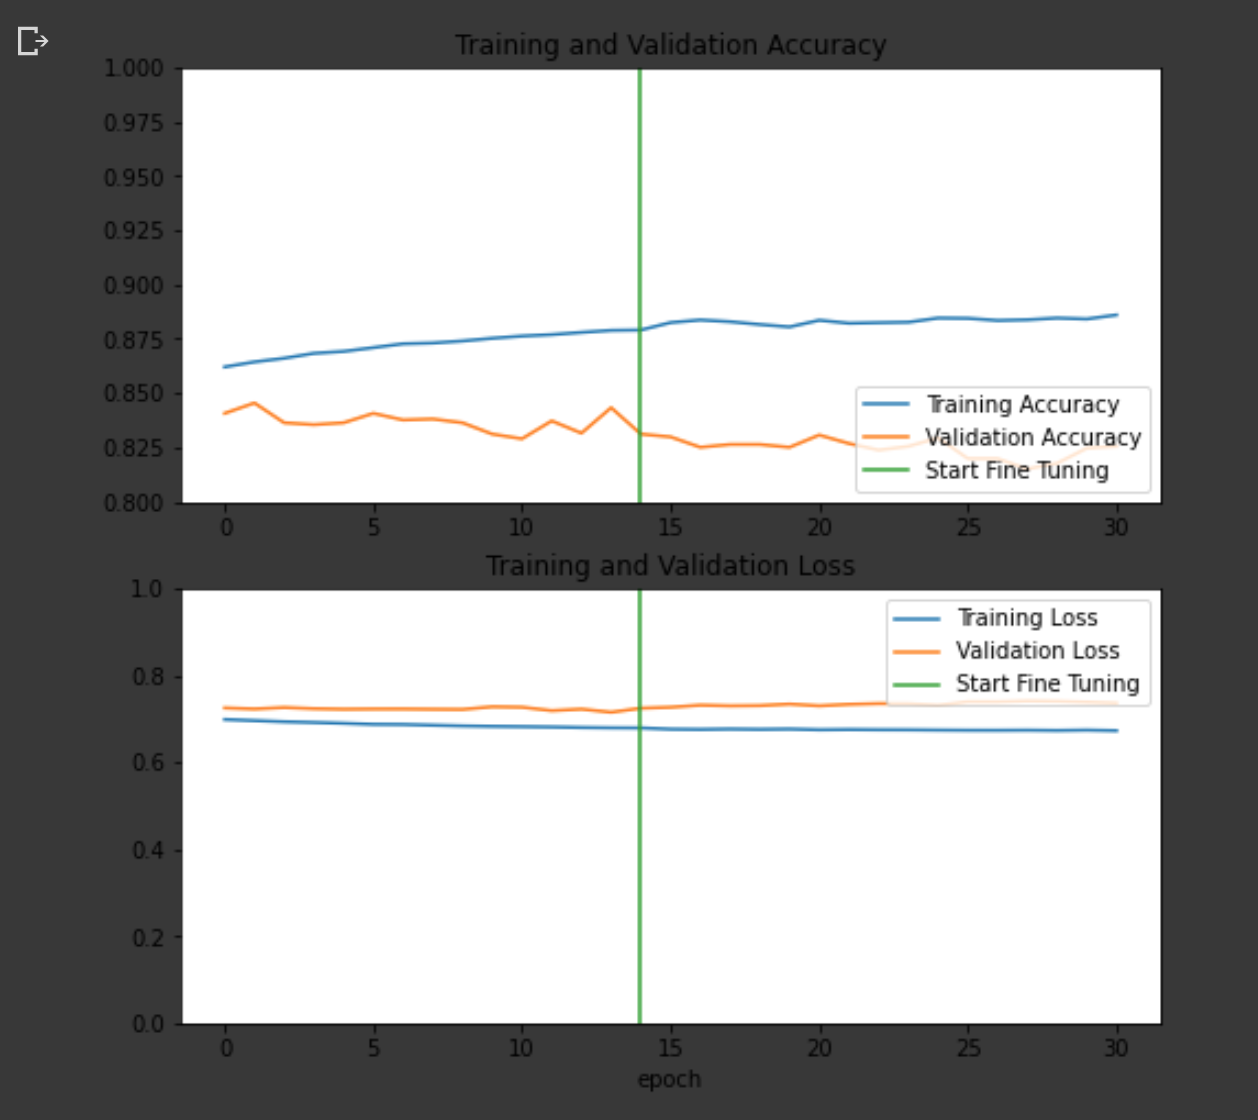 Training and Validation Accuracy
1.000
0.975
0.950
0.925
0.900
0.875
0.850
0.825
0.800
Training Accuracy
Validation Accuracy
Start Fine Tuning
0 5 10 15 20 25 30
Training and Validation Loss
1.0
0.8
0.6
0.4
0.2
0.0
Training Loss
Validation Loss
Start Fine Tuning
0 5 10 15 20 25 30
epoch